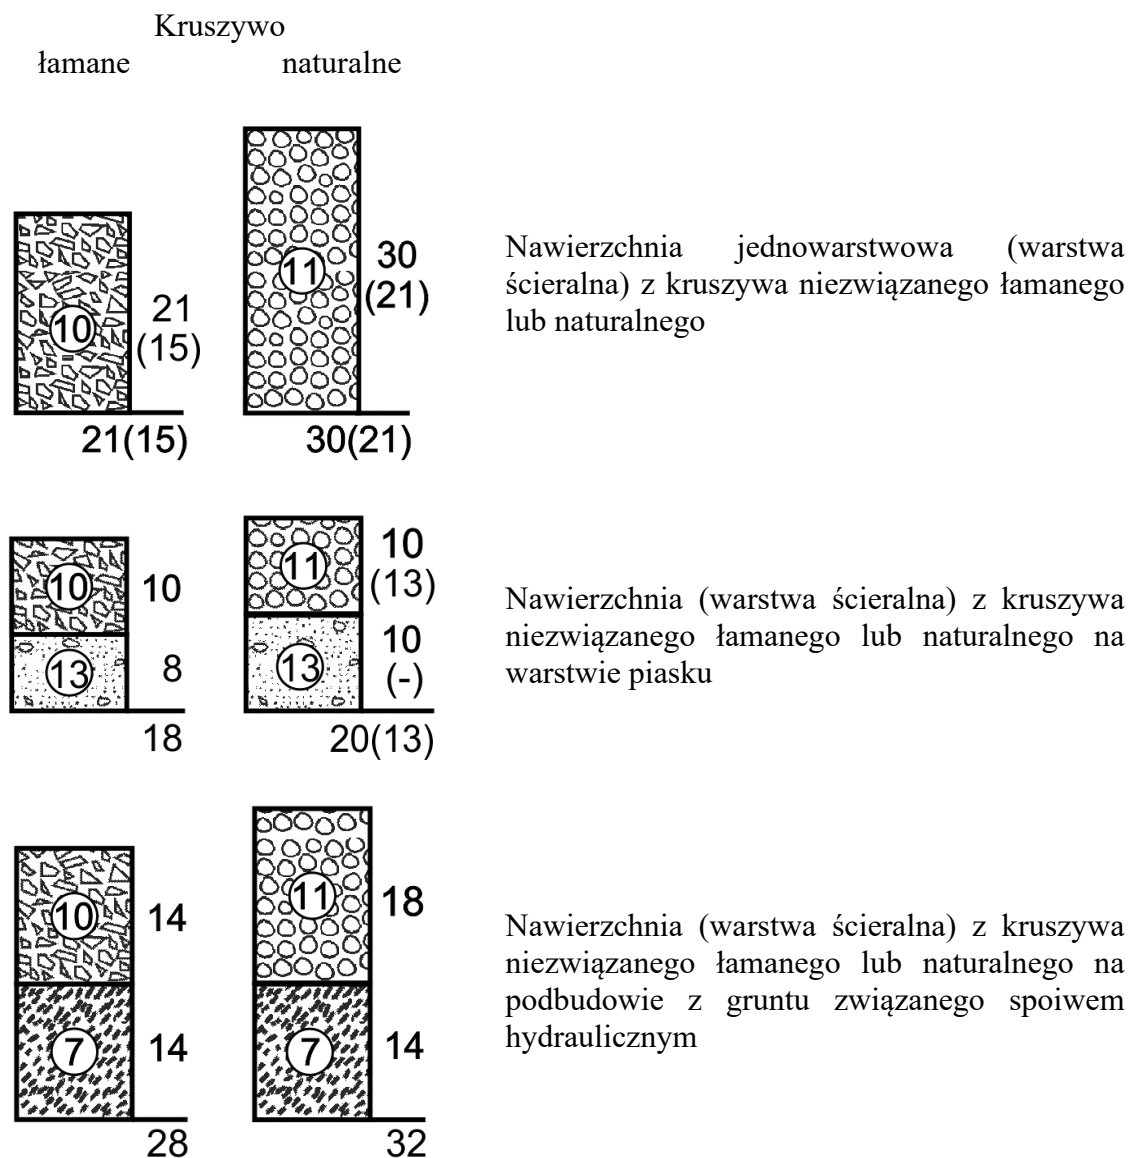 Kruszywo
łamane naturalne
10
21
(15)
21(15)
11
30
(21)
30(21)
Nawierzchnia jednowarstwowa (warstwa
ścieralna) z kruszywa niezwiązanego łamanego
lub naturalnego
10
10
13
8
18
11
10
(13)
13
10
(-)
20(13)
Nawierzchnia (warstwa ścieralna) z kruszywa
niezwiązanego łamanego lub naturalnego na
warstwie piasku
10
14
7
14
28
11
18
7
14
32
Nawierzchnia (warstwa ścieralna) z kruszywa
niezwiązanego łamanego lub naturalnego na
podbudowie z gruntu związanego spoiwem
hydraulicznym